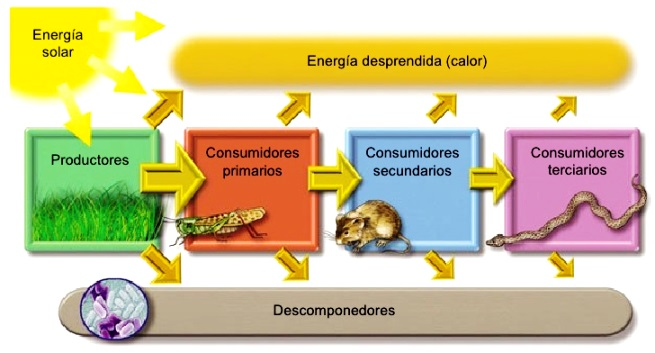 Energía
solar
Energía desprendida (calor)
Productores
Consumidores
primarios
Consumidores
secundarios
Consumidores
terciarios
Descomponedores